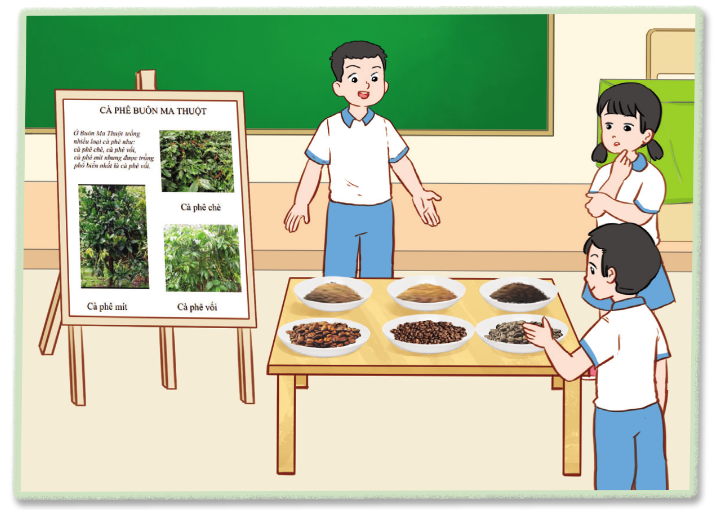 CÀ PHÊ BUÔN MA THUỘT
Ở Buôn Ma Thuột trồng
nhiều loại cà phê như:
cà phê chè, cà phê vối,
cà phê mít nhưng được trồng
phổ biến nhất là cà phê vối.
Cà phê chè
Cà phê mít
Cà phê vối